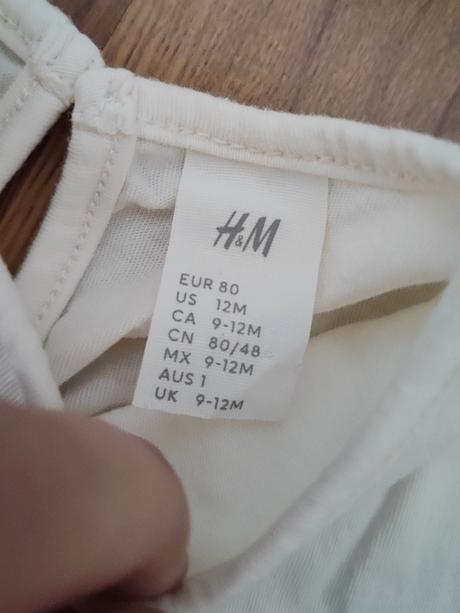 H&M
EUR 80
US 12M
CA 9-12M
CN 80/48
MX 9-12M
AUS 1
UK 9-12M